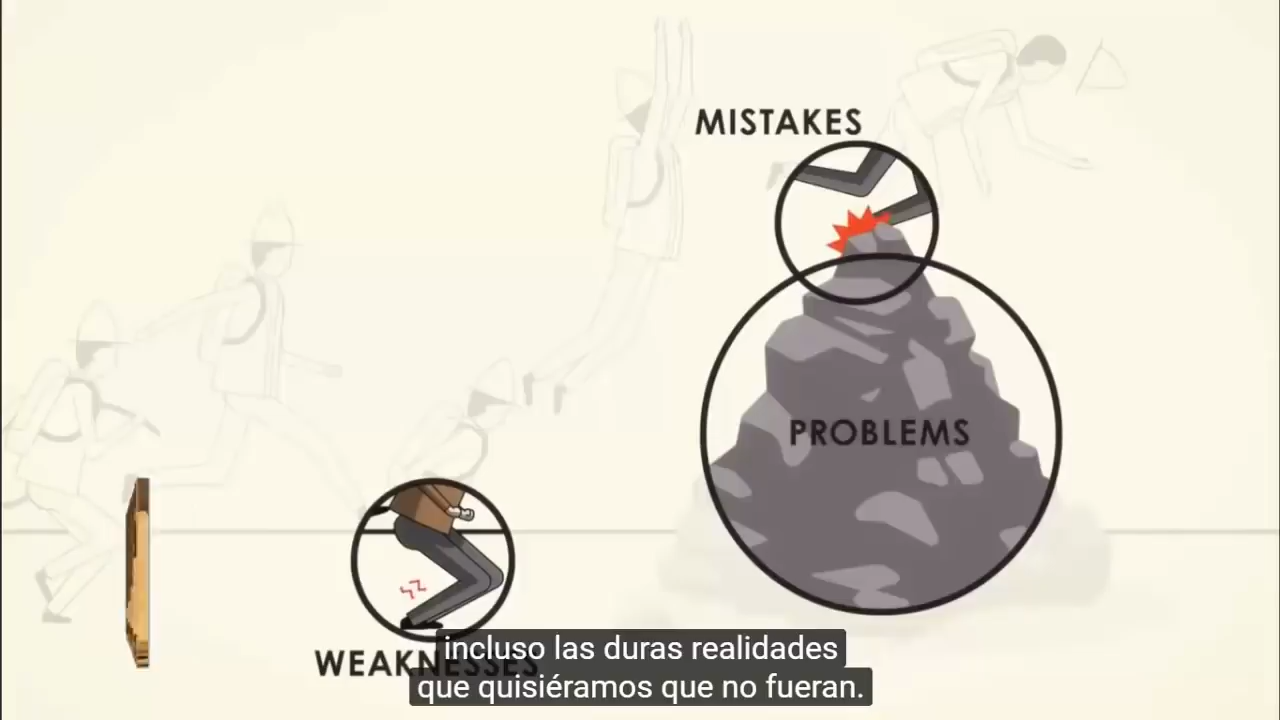 MISTAKES
PROBLEMS
WEAKNESSES
incluso las duras realidades
que quisiéramos que no fueran.